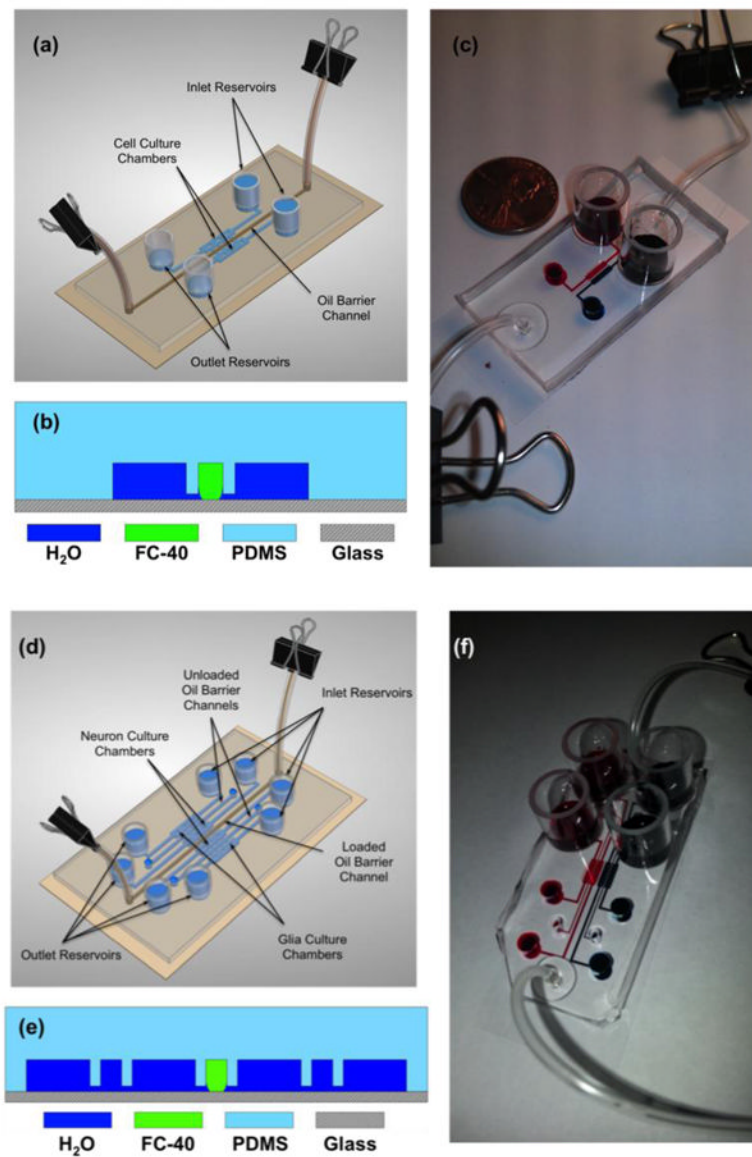 (a)
Inlet Reservoirs
Cell Culture
Chambers
Oil Barrier
Channel
Outlet Reservoirs
(b)
H₂O
FC-40
PDMS
Glass
(c)
(d)
Unloaded
Oil Barrier
Channels
Inlet Reservoirs
Neuron Culture
Chambers
Loaded
Oil Barrier
Channel
Glia Culture
Chambers
Outlet Reservoirs
(e)
H₂O
FC-40
PDMS
Glass
(f)